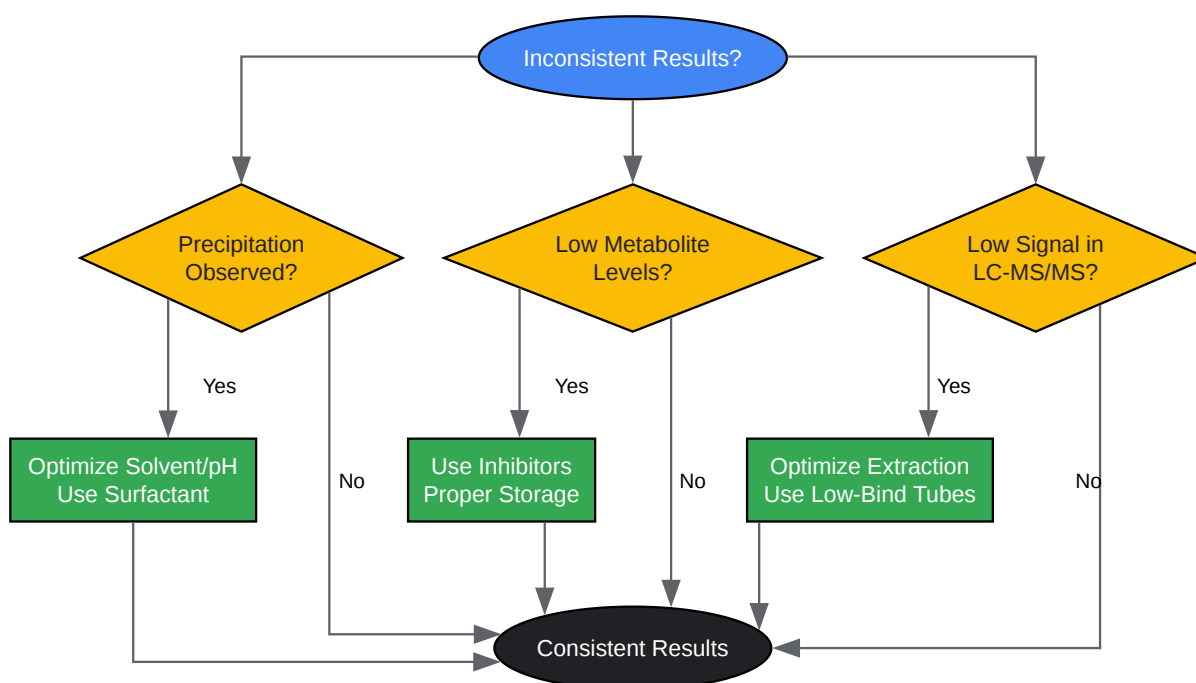 Inconsistent Results?
Precipitation
Observed?
Low Metabolite
Levels?
Low Signal in
LC-MS/MS?
Yes
Yes
Yes
Optimize Solvent/pH
Use Surfactant
No
Use Inhibitors
Proper Storage
No
Optimize Extraction
Use Low-Bind Tubes
No
Consistent Results